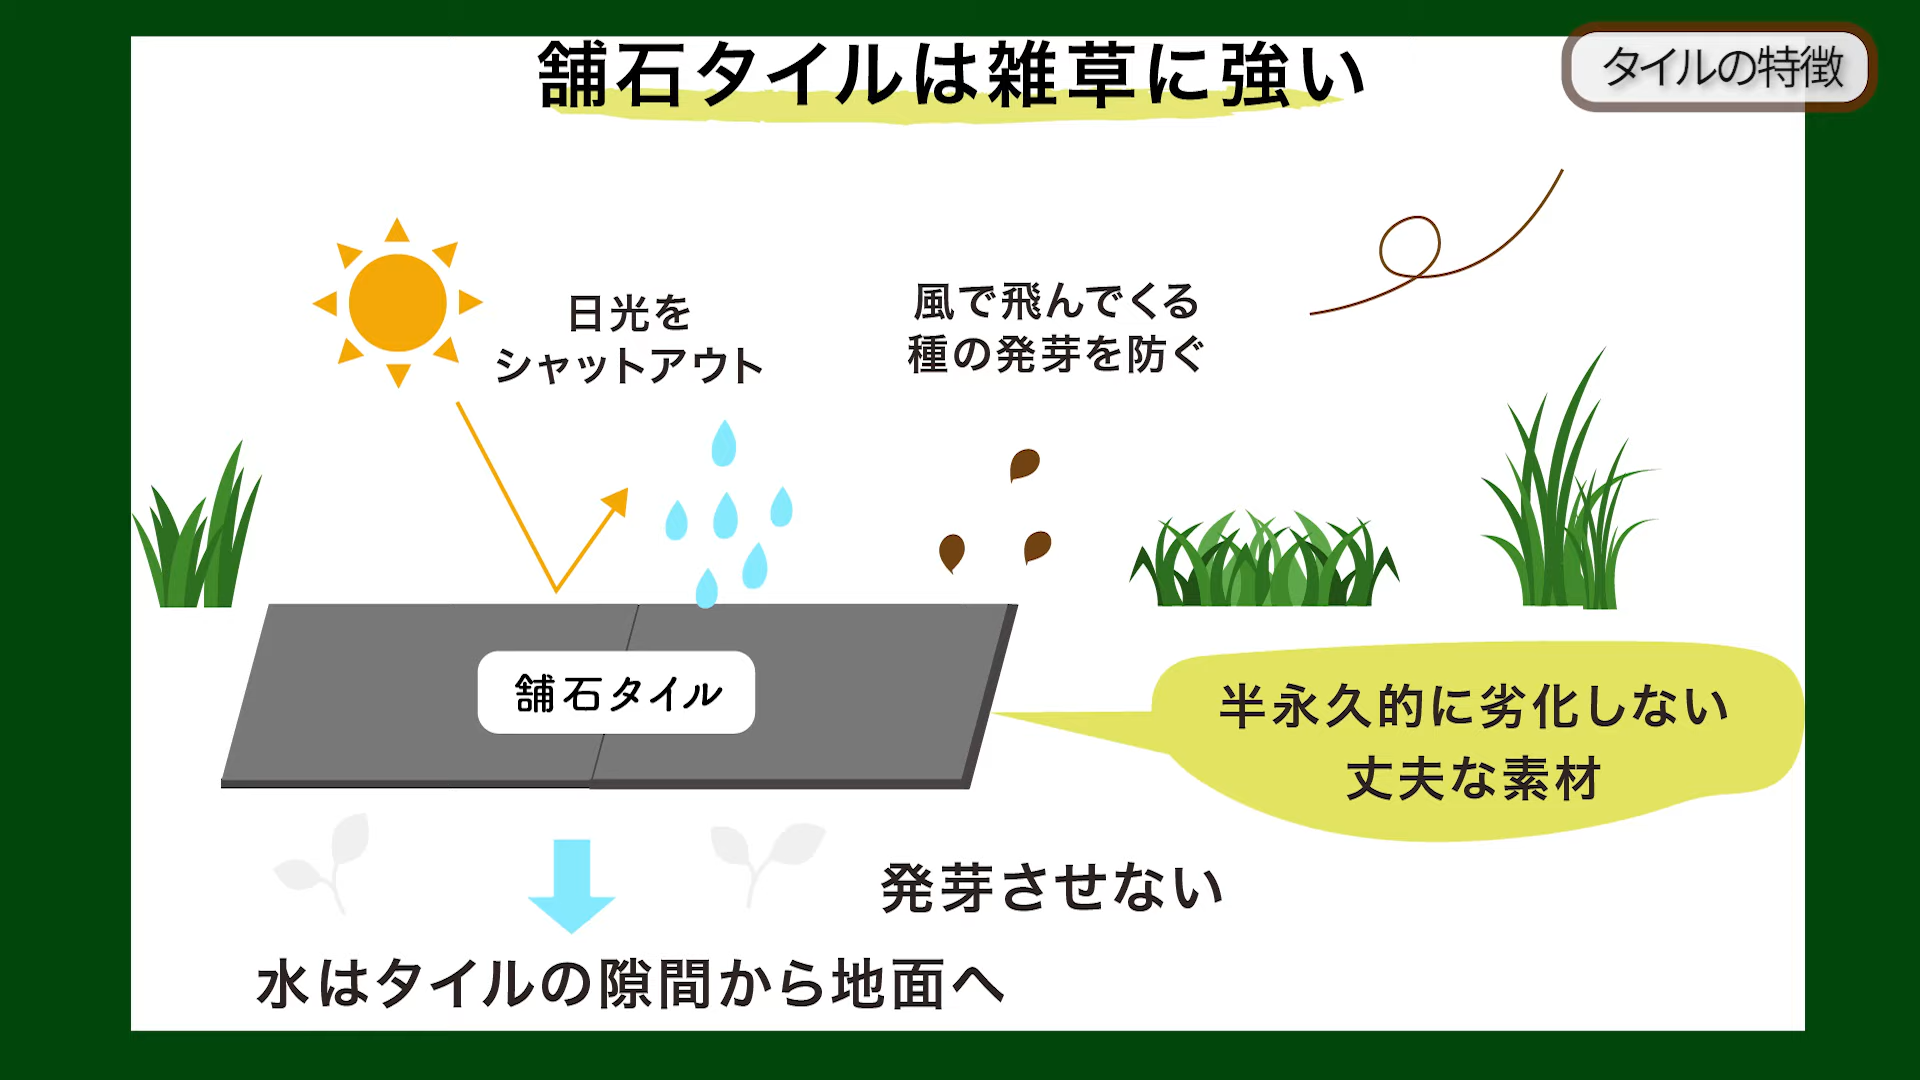 舗石タイルは雑草に強い
タイルの特徴
日光を
シャットアウト
風で飛んでくる
種の発芽を防ぐ
舗石タイル
半永久的に劣化しない
丈夫な素材
発芽させない
水はタイルの隙間から地面へ